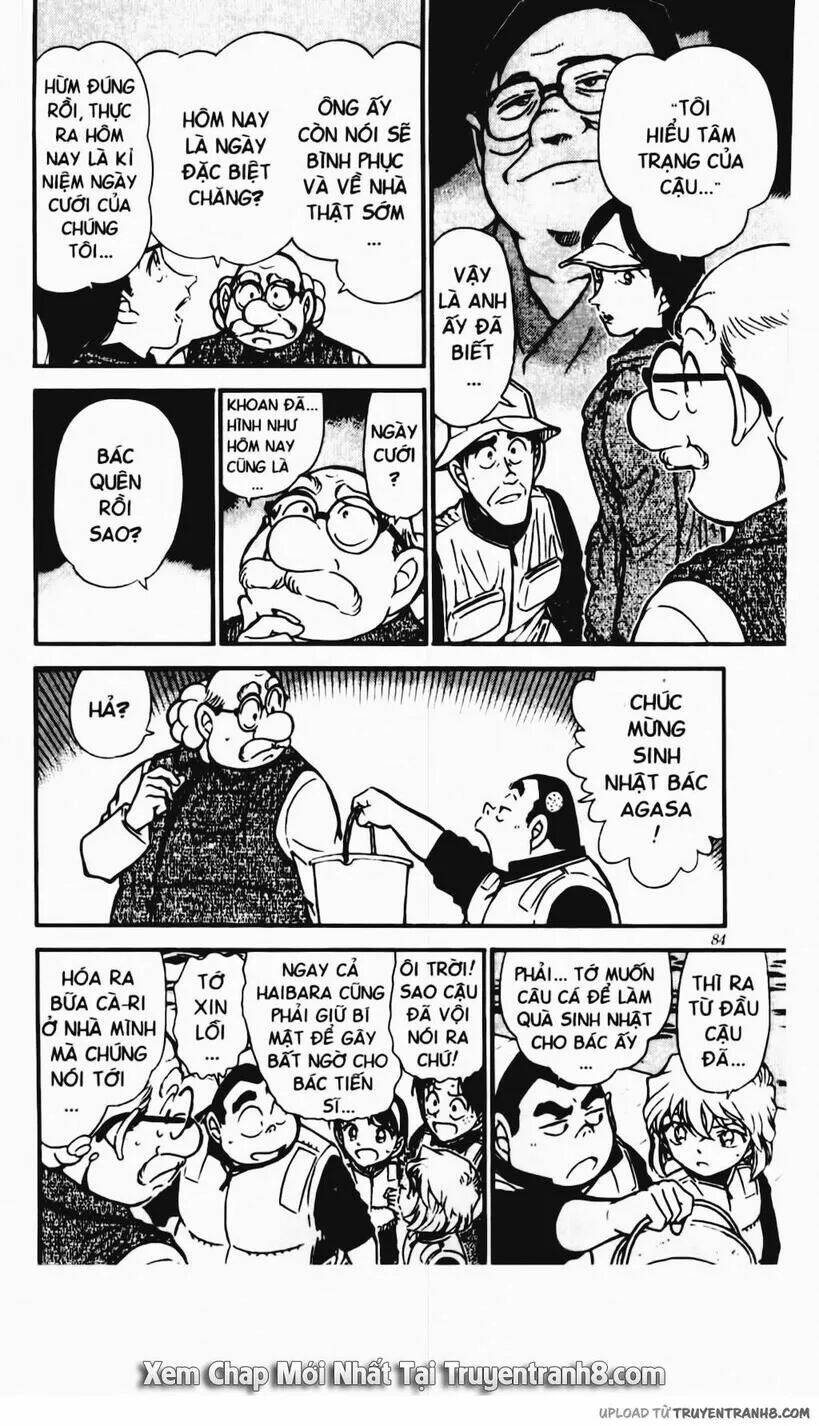 "TÔI
HIỂU TÂM
TRẠNG CỦA
CẬU..."
VẬY
LÀ ANH
ẤY ĐÃ
BIẾT
...
ÔNG ẤY
CÒN NÓI SẼ
BÌNH PHỤC
VÀ VỀ NHÀ
THẬT SỚM
...
HÔM NAY
LÀ NGÀY
ĐẶC BIỆT
CHĂNG?
HỪM ĐÚNG
RỒI, THỰC
RA HÔM
NAY LÀ KỈ
NIỆM NGÀY
CƯỚI CỦA
CHÚNG
TÔI...
NGÀY
CƯỚI
?
KHOAN ĐÃ...
HÌNH NHƯ
HÔM NAY
CŨNG LÀ
...
BÁC
QUÊN
RỒI
SAO?
CHÚC
MỪNG
SINH
NHẬT BÁC
AGASA
!
HẢ?
84
THÌ RA
TỪ ĐẦU
CẬU
ĐÃ...
PHẢI... TỚ MUỐN
CÂU CÁ ĐỂ LÀM
QUÀ SINH NHẬT
CHO BÁC ẤY
...
ÔI TRỜI!
SAO CẬU
ĐÃ VỘI
NÓI RA
CHỨ!
NGAY CẢ
HAIBARA CŨNG
PHẢI GIỮ BÍ
MẬT ĐỂ GÂY
BẤT NGỜ CHO
BÁC TIẾN
SĨ...
TỚ
XIN
LỖI
...
HÓA RA
BỮA CÀ-RI
Ở NHÀ MÌNH
MÀ CHÚNG
NÓI TỚI
...
Xem Chap Mới Nhất Tại Truyentranh8.com
UPLOAD TỪ TRUYENTRANH8.COM